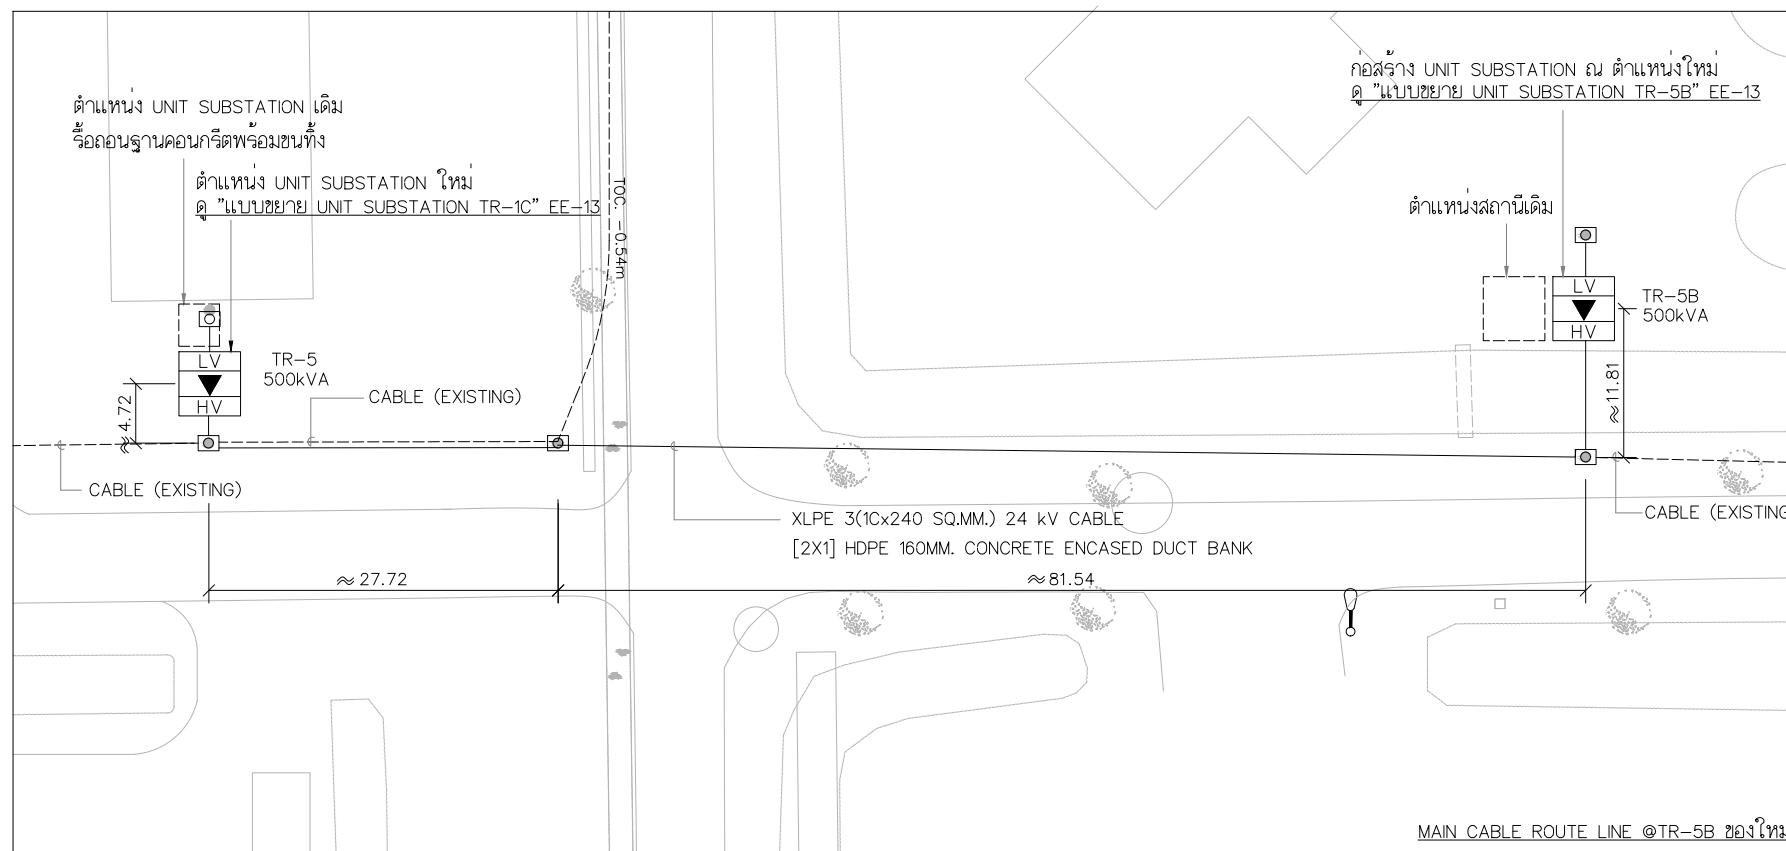 ก่อสร้าง UNIT SUBSTATION ณ ตำแหน่งใหม่
ดู "แบบขยาย UNIT SUBSTATION TR-5B" EE-13
ตำแหน่ง UNIT SUBSTATION เดิม
รื้อถอนฐานคอนกรีตพร้อมขนทิ้ง
ตำแหน่ง UNIT SUBSTATION ใหม่
ดู "แบบขยาย UNIT SUBSTATION TR-1C" EE-13
TOC. -0.54m
ตำแหน่งสถานีเดิม
LV
HV
TR-5B
500kVA
LV
HV
TR-5
500kVA
≈4.72
≈11.81
CABLE (EXISTING)
CABLE (EXISTING)
XLPE 3(1Cx240 SQ.MM.) 24 kV CABLE
[2X1] HDPE 160MM. CONCRETE ENCASED DUCT BANK
CABLE (EXISTING
≈27.72
≈81.54
MAIN CABLE ROUTE LINE @TR-5B ของใหม่